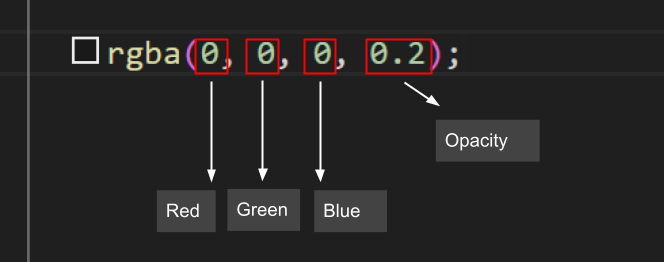 rgba(0, 0, 0, 0.2);
Opacity
Red Green Blue